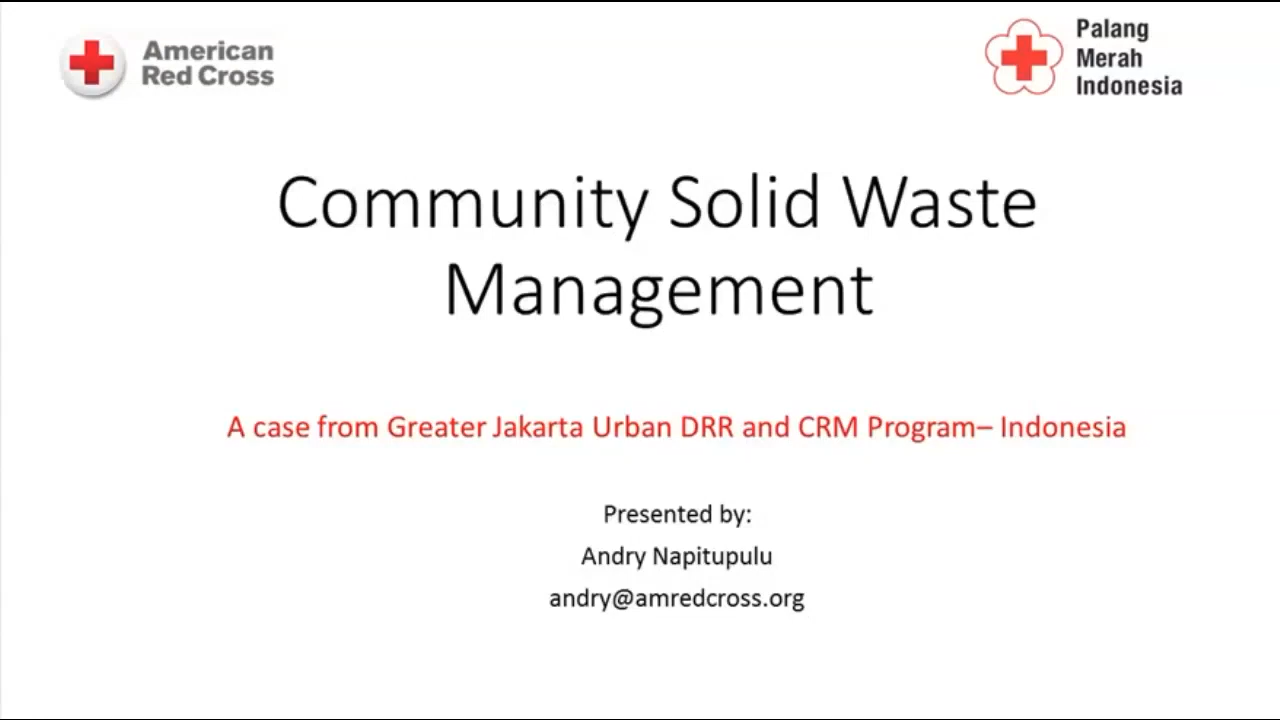 American
Red Cross
Palang
Merah
Indonesia
Community Solid Waste
Management
A case from Greater Jakarta Urban DRR and CRM Program– Indonesia
Presented by:
Andry Napitupulu
andry@amredcross.org